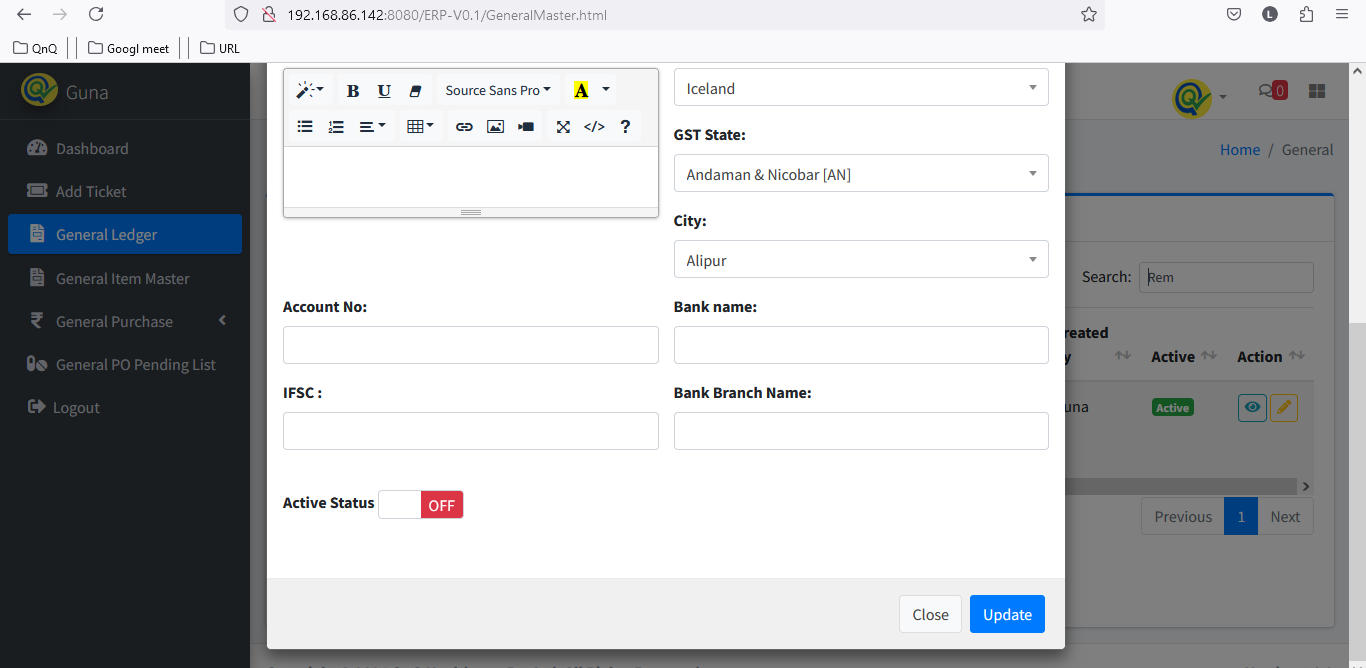 192.168.86.142:8080/ERP-V0.1/GeneralMaster.html
L
QnQ
Googl meet
URL
Guna
Dashboard
Add Ticket
General Ledger
General Item Master
General Purchase
General PO Pending List
Logout
B U Source Sans Pro A
</> ?
Iceland
GST State:
Andaman & Nicobar [AN]
City:
Alipur
Account No:
Bank name:
IFSC :
Bank Branch Name:
Active Status OFF
Close
Update
0
Home / General
Search: Rem
reated
Active
Action
una
Active
Previous 1 Next